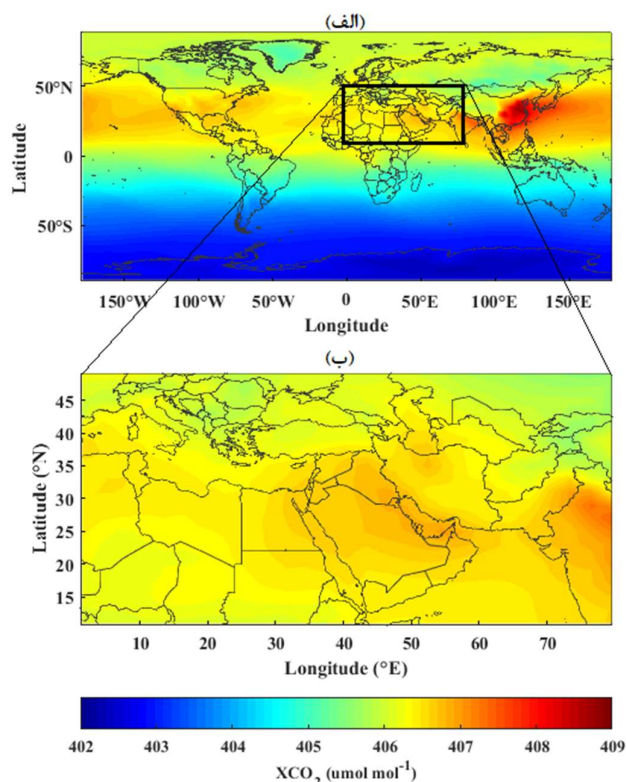 (الف)
50°N
0
50°S
Latitude
150°W 100°W 50°W 0 50°E 100°E 150°E
Longitude
(ب)
45
40
35
30
25
20
15
Latitude (°N)
10 20 30 40 50 60 70
Longitude (°E)
402 403 404 405 406 407 408 409
XCO₂ (umol mol⁻¹)